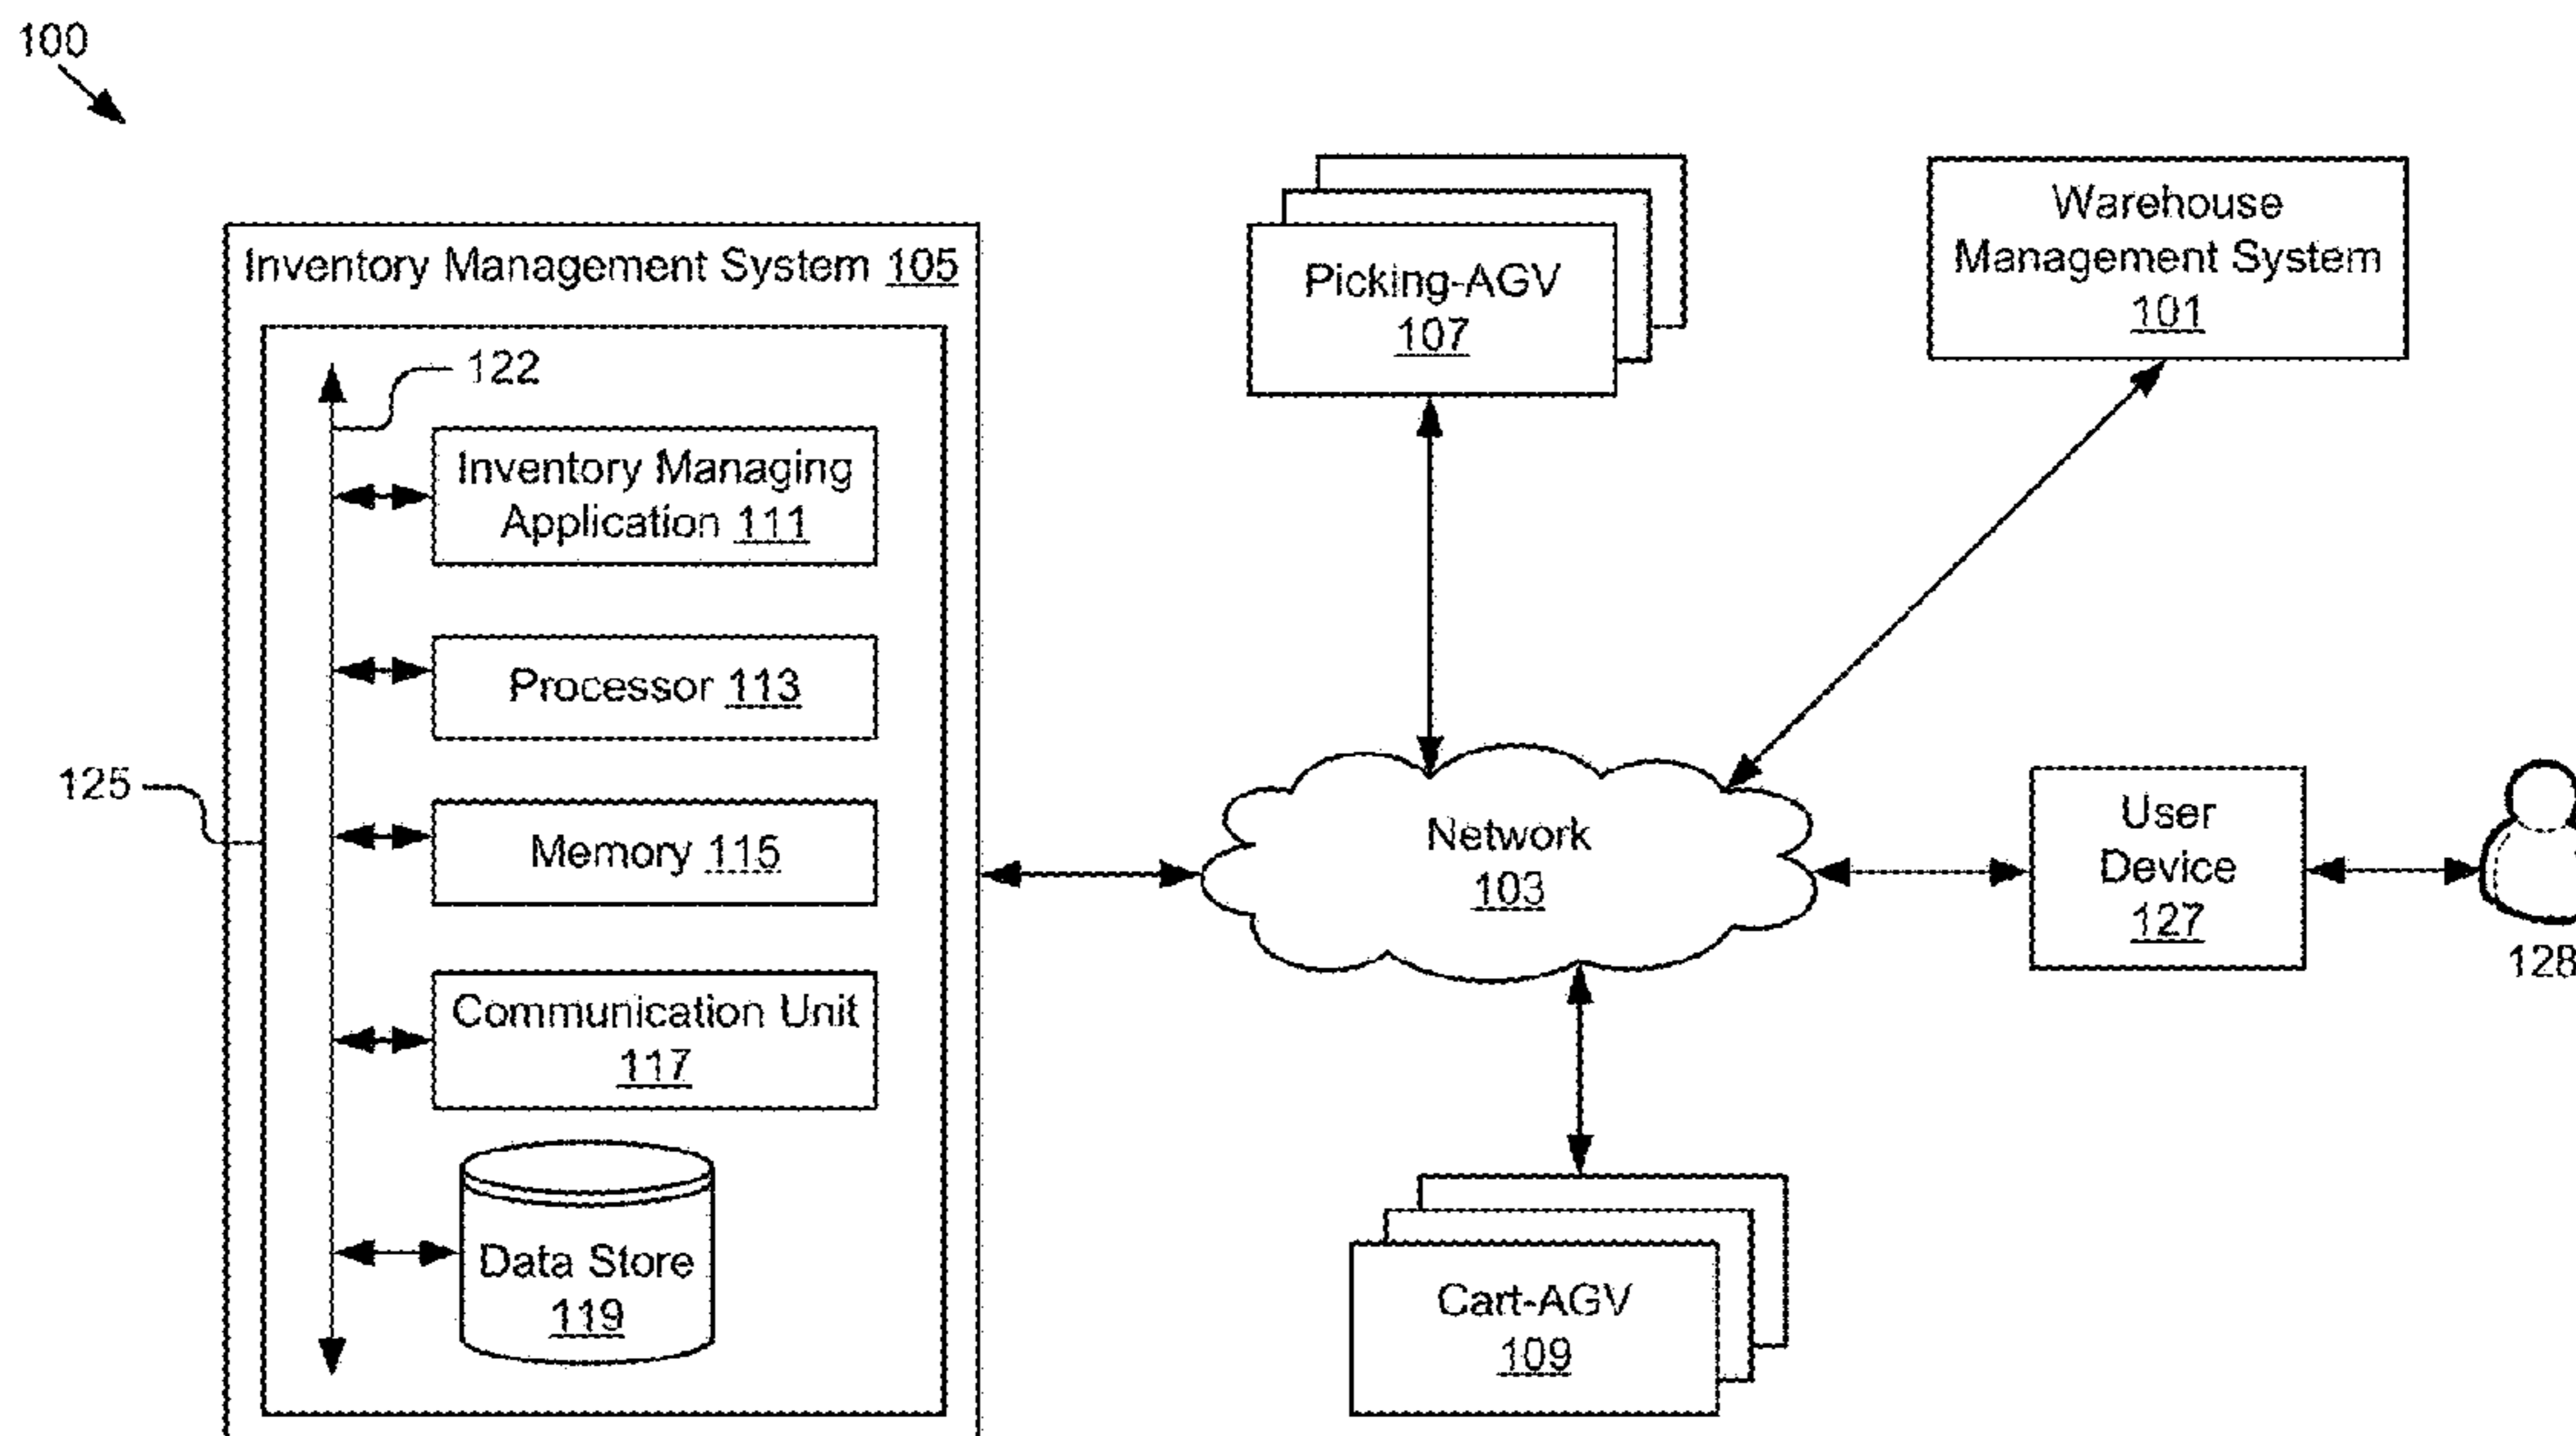 100
Inventory Management System 105
122
Inventory Managing
Application 111
Processor 113
125
Memory 115
Communication Unit
117
Data Store
119
Picking-AGV
107
Warehouse
Management System
101
Network
103
User
Device
127
128
Cart-AGV
109